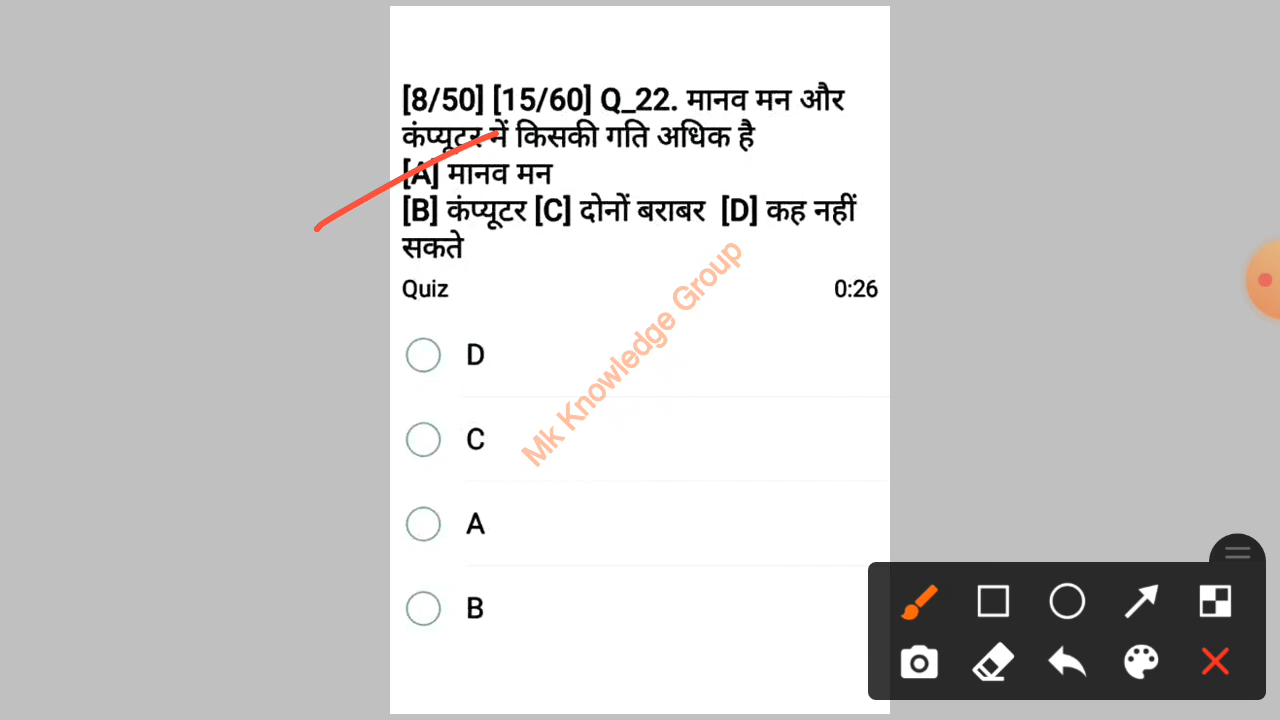 [8/50] [15/60] Q_22. मानव मन और
कंप्यूटर में किसकी गति अधिक है
[A] मानव मन
[B] कंप्यूटर [C] दोनों बराबर [D] कह नहीं
सकते
Quiz 0:26
D
C
A
B
Mk Knowledge Group